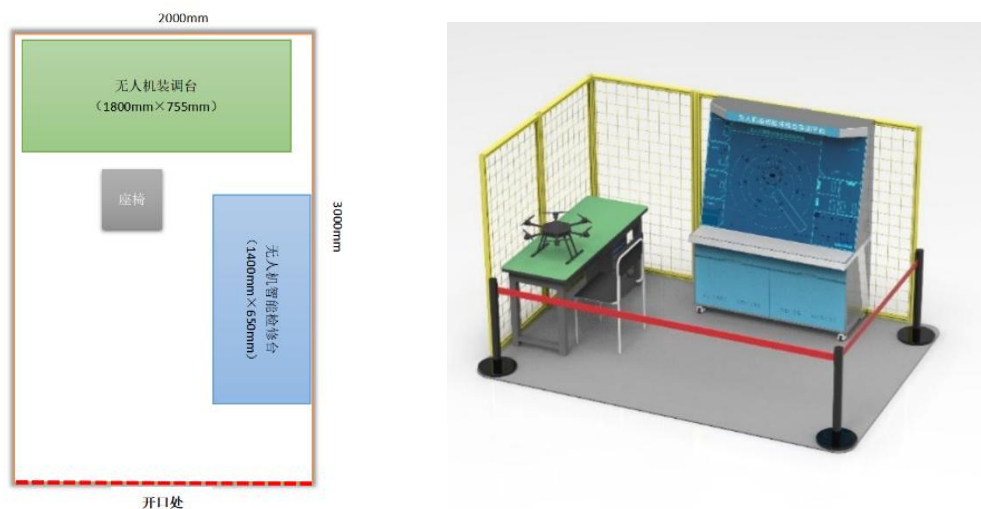 2000mm
无人机装调台
（1800mm×755mm）
座椅
3000mm
无人机智能检修台
（1400mm×650mm）
开口处